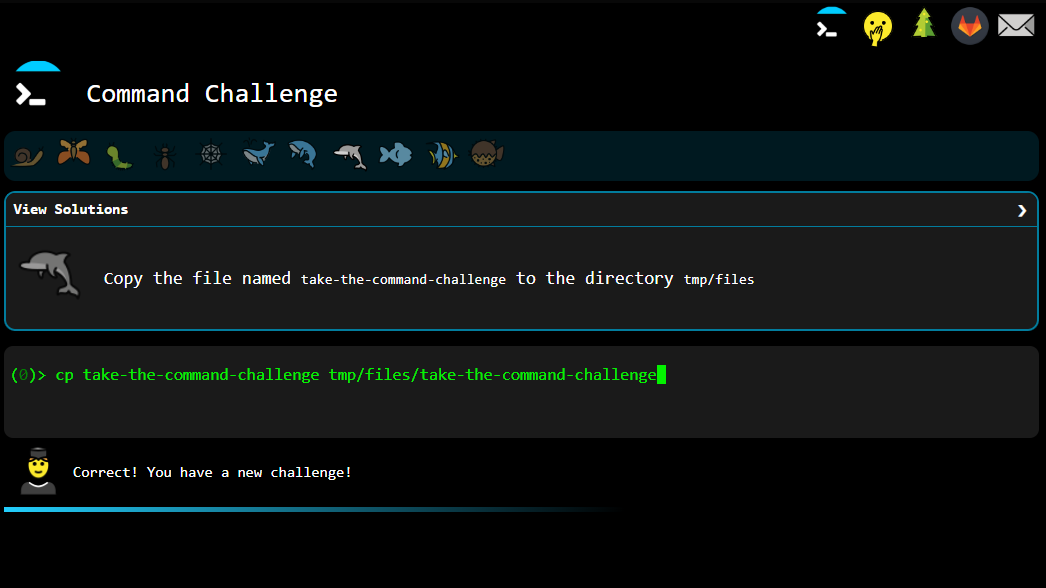 Command Challenge
View Solutions
Copy the file named take-the-command-challenge to the directory tmp/files
(0)> cp take-the-command-challenge tmp/files/take-the-command-challenge
Correct! You have a new challenge!